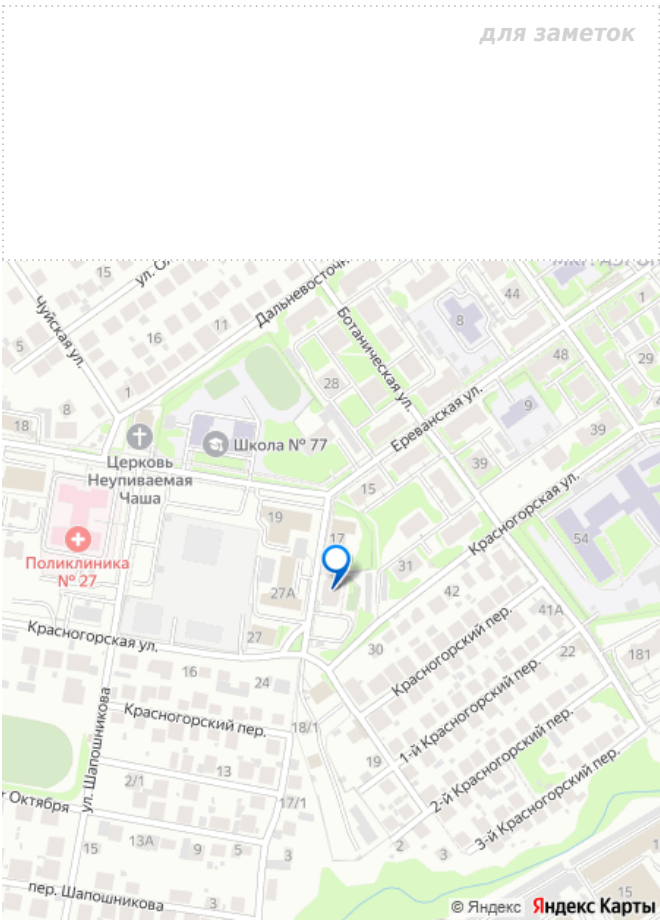 для заметок
44
15
ул. О
Дальневосточн
1
Чуйская ул.
Ботаническая ул.
8
11
16
5
48
29
28
1
Ереванская ул.
9
8
18
39
Школа № 77
Церковь
Неупиваемая
Чаша
39
15
Красногорская ул.
19
17
54
Поликлиника
№ 27
31
27А
42
41А
Красногорская ул.
27
30
Красногорский пер.
22
181
16
24
1-й Красногорский пер.
ул. Шапошникова
Красногорский пер.
18/1
2-й Красногорский пер.
19
13
2/1
3-й Красногорский пер.
т Октября
17/1
13А
15
9
5
3
2
3
пер. Шапошникова
3
15
© Яндекс Яндекс Карты